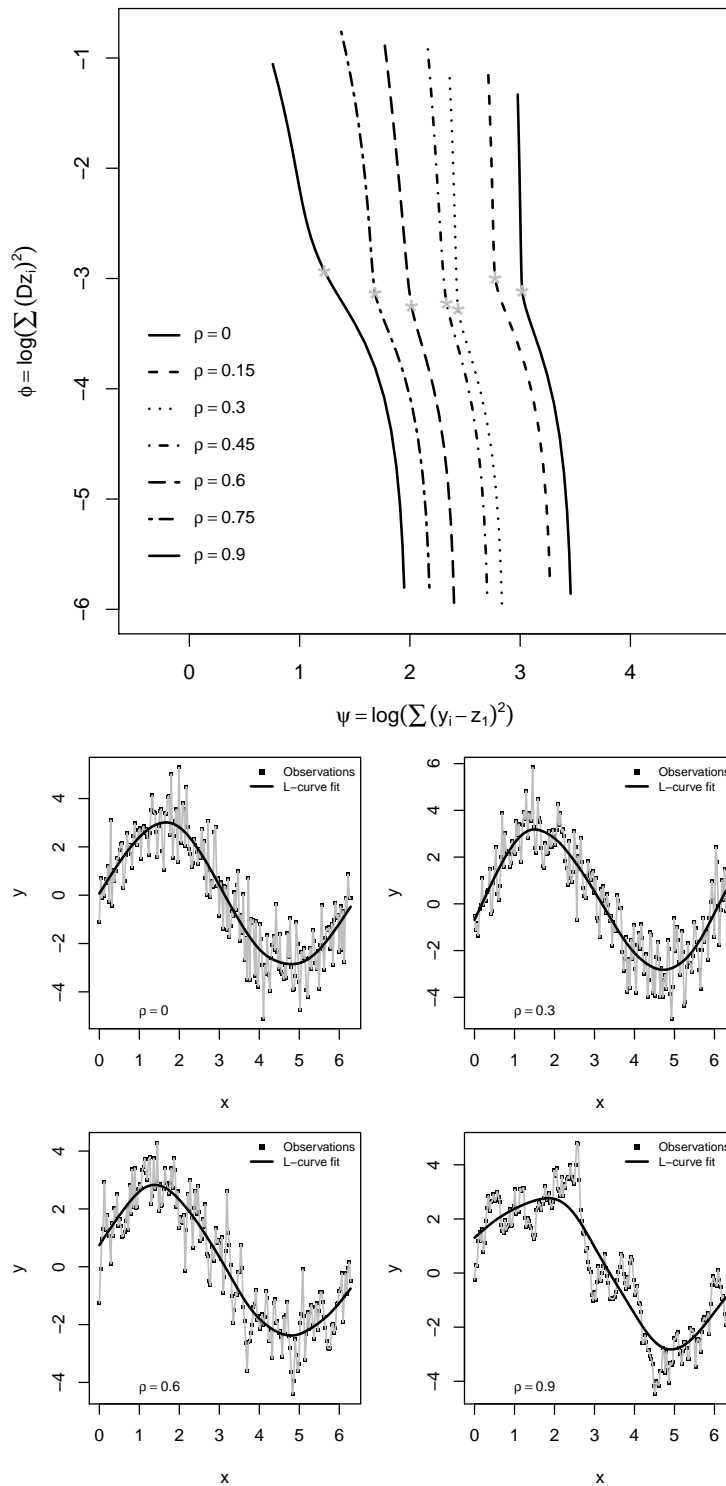 −1
−2
−3
−4
−5
−6
ϕ = log(∑ (Dz_i)^2)
ρ = 0
ρ = 0.15
ρ = 0.3
ρ = 0.45
ρ = 0.6
ρ = 0.75
ρ = 0.9
0 1 2 3 4
ψ = log(∑ (y_i − z_1)^2)
Observations
L−curve fit
4
2
0
−2
−4
y
ρ = 0
0 1 2 3 4 5 6
x
Observations
L−curve fit
6
4
2
0
−2
−4
y
ρ = 0.3
0 1 2 3 4 5 6
x
Observations
L−curve fit
4
2
0
−2
−4
y
ρ = 0.6
0 1 2 3 4 5 6
x
Observations
L−curve fit
4
2
0
−2
−4
y
ρ = 0.9
0 1 2 3 4 5 6
x